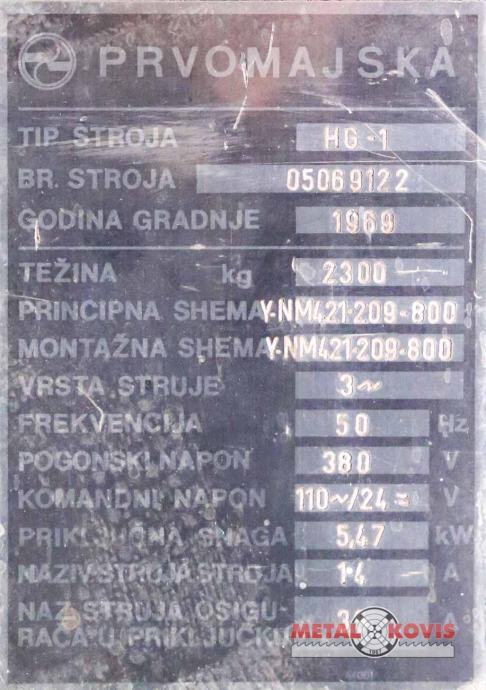 PRVOMAJSKA
TIP STROJA HG-1
BR. STROJA 05069122
GODINA GRADNJE 1969
TEŽINA kg 2300
PRINCIPNA SHEMA Y-NM421-209-800
MONTAŽNA SHEMA Y-NM421-209-800
VRSTA STRUJE 3~
FREKVENCIJA 50 Hz
POGONSKI NAPON 380 V
KOMANDNI NAPON 110~/24= V
PRIKLJUČNA SNAGA 5,47 kW
NAZIV.STRUJA STROJA 14 A
NAZ. STRUJA OSIGU-
RAČA PRIKLJUČKU
METAL KOVIS